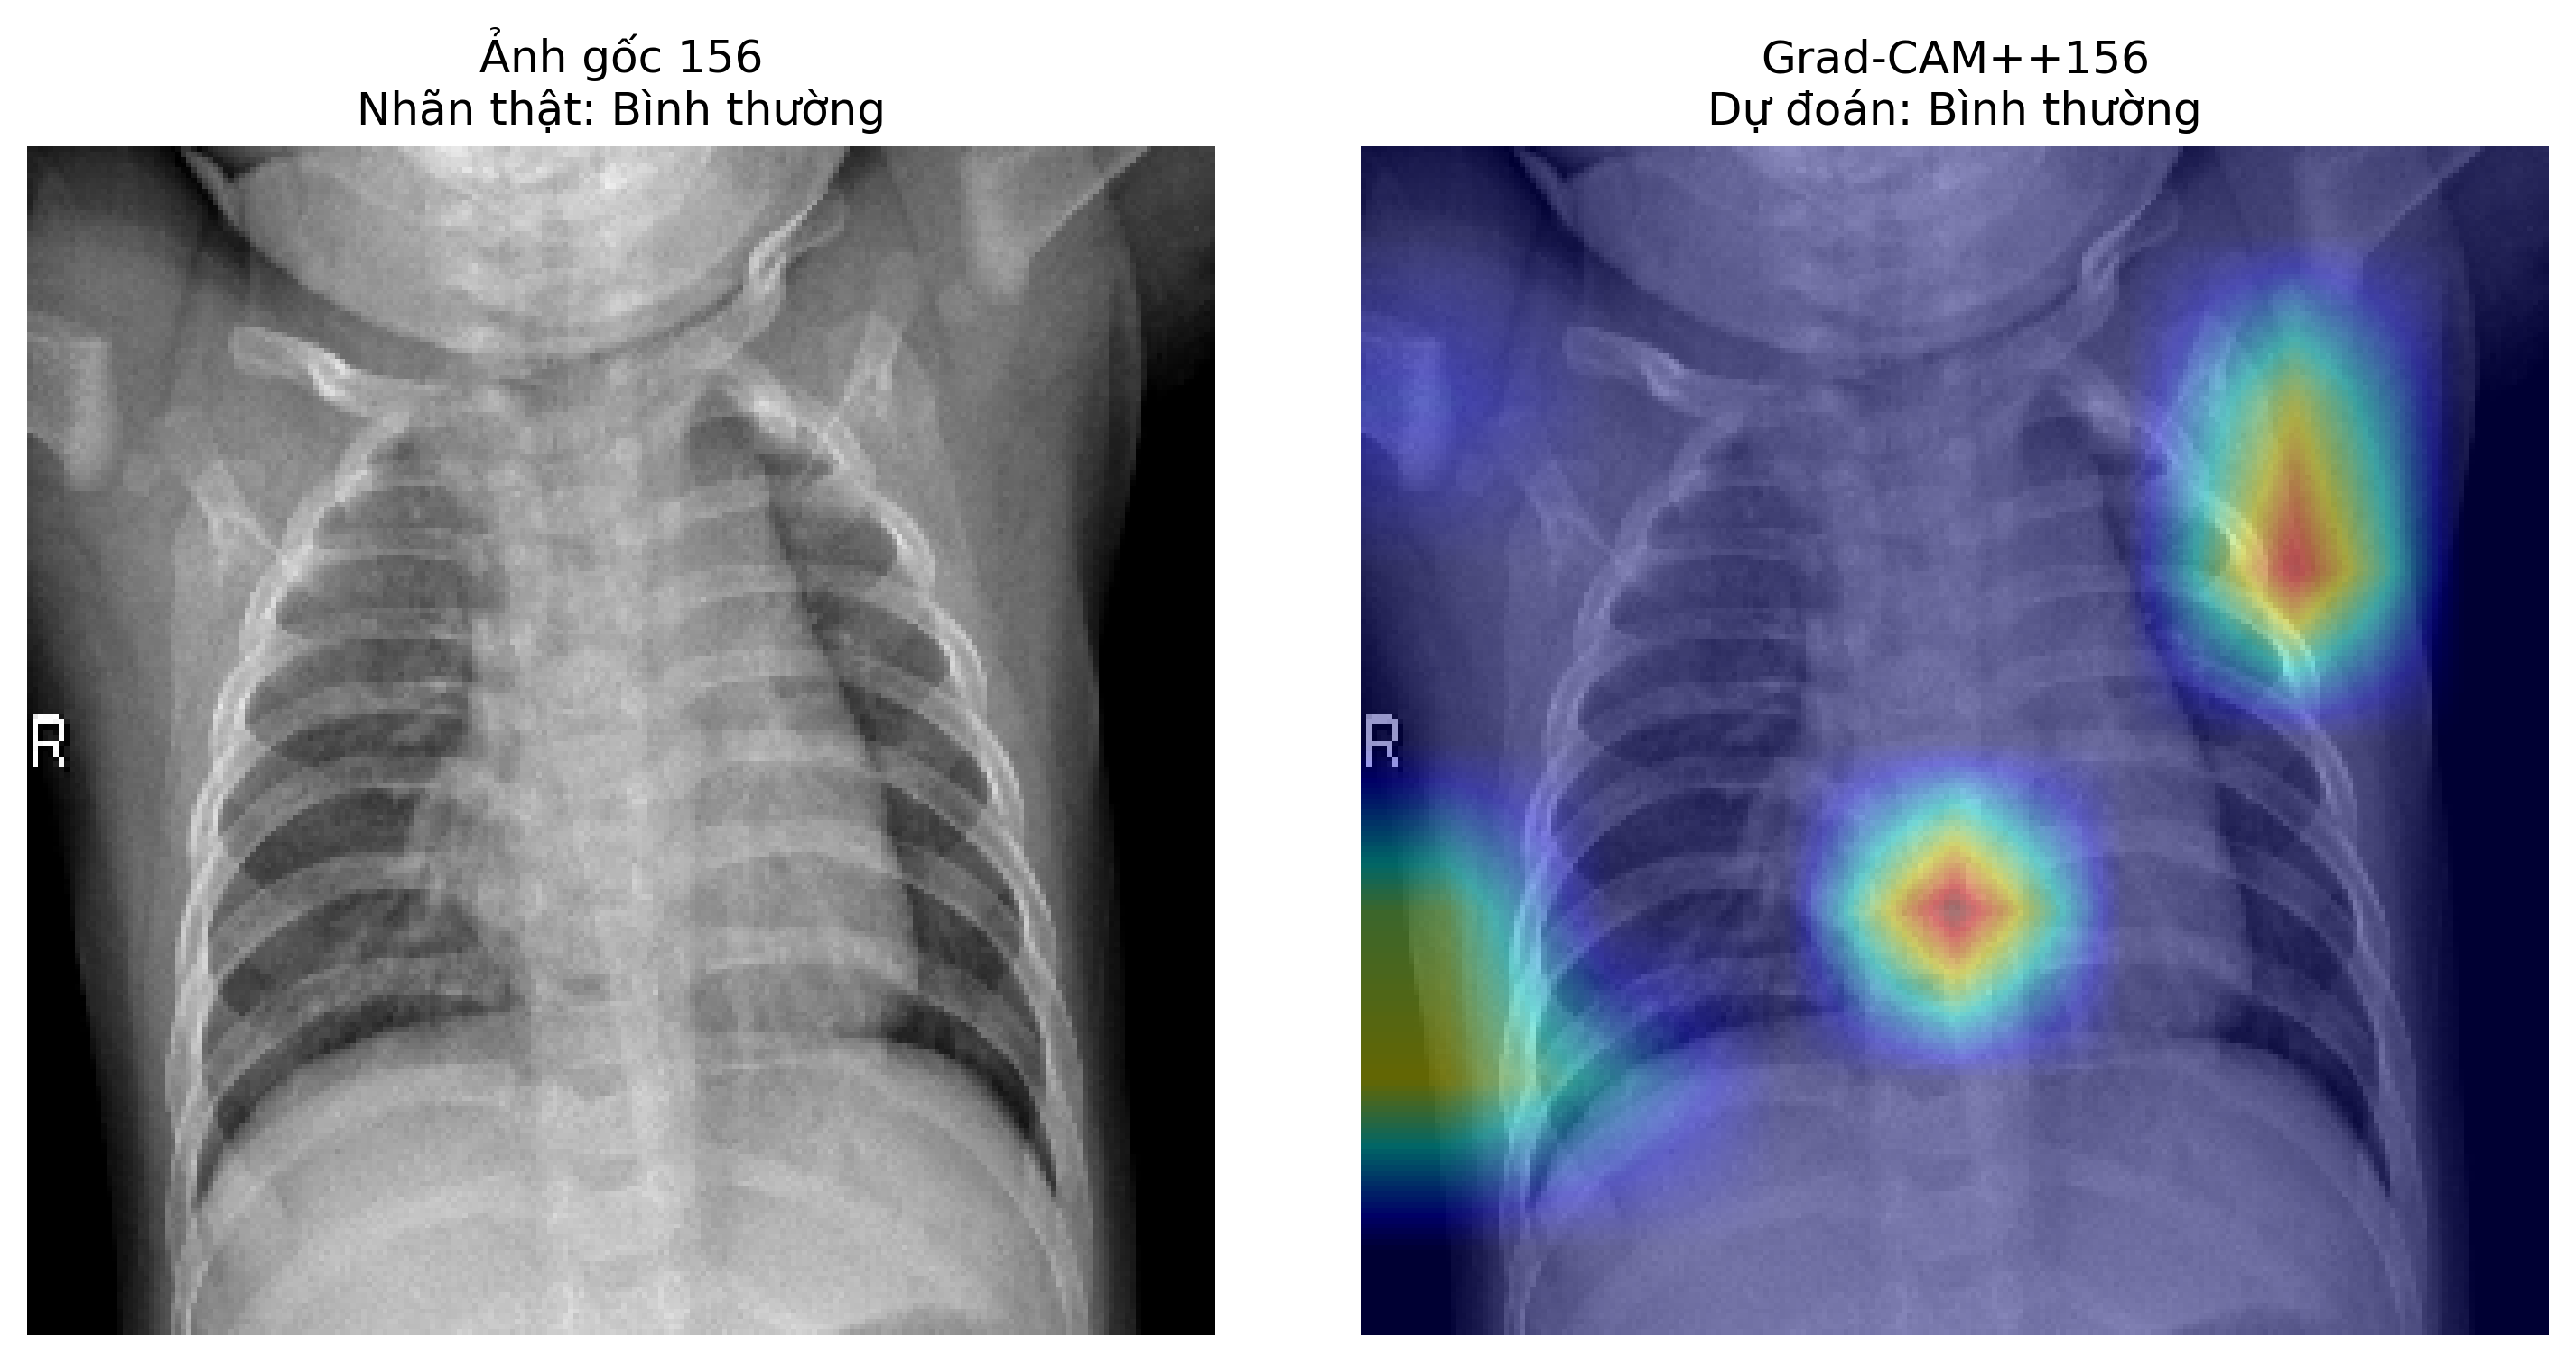 Ảnh gốc 156
Nhãn thật: Bình thường
Grad-CAM++156
Dự đoán: Bình thường
R
R